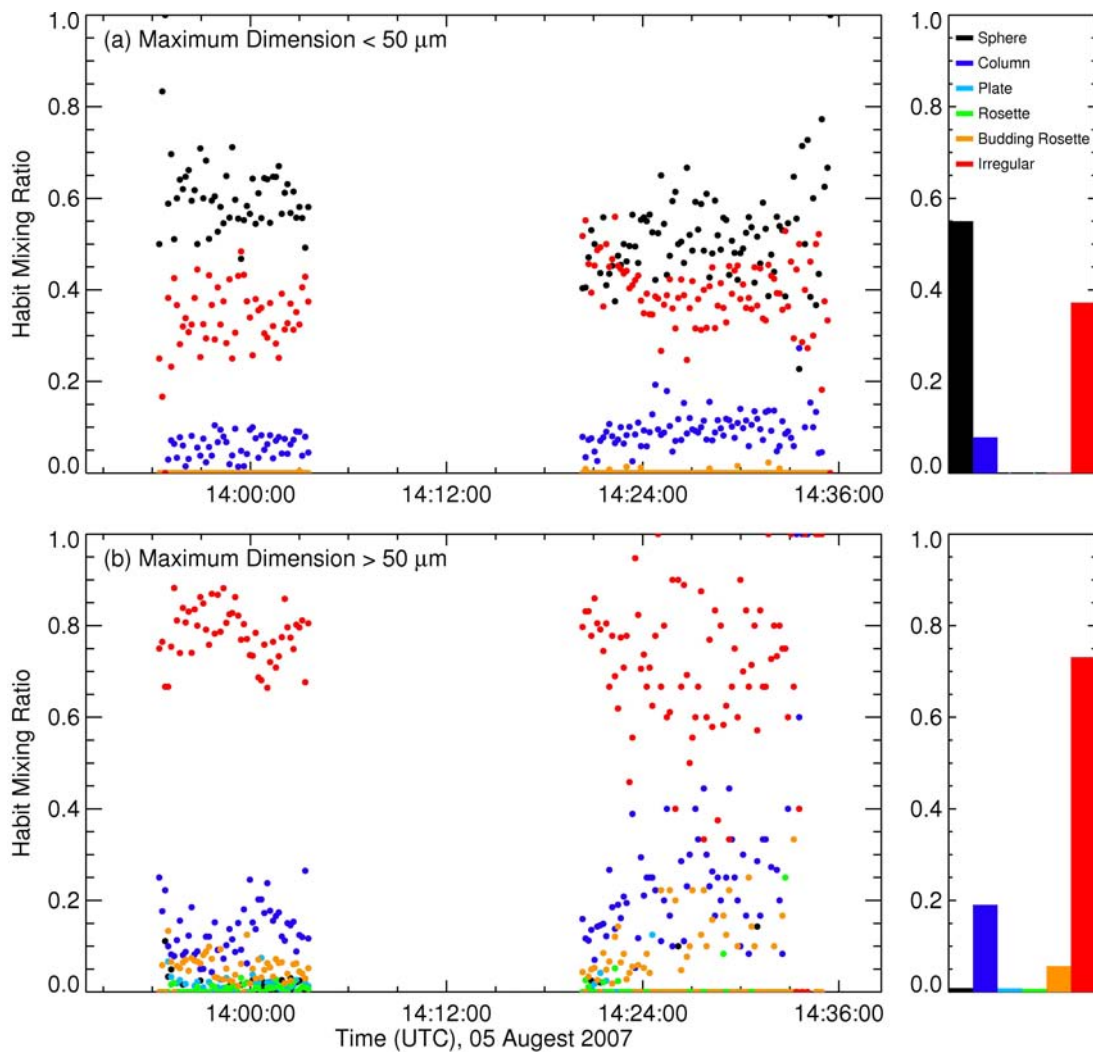 (a) Maximum Dimension < 50 μm
Habit Mixing Ratio
1.0
0.8
0.6
0.4
0.2
0.0
14:00:00 14:12:00 14:24:00 14:36:00
1.0
0.8
0.6
0.4
0.2
0.0
Sphere
Column
Plate
Rosette
Budding Rosette
Irregular
(b) Maximum Dimension > 50 μm
Habit Mixing Ratio
1.0
0.8
0.6
0.4
0.2
0.0
14:00:00 14:12:00 14:24:00 14:36:00
Time (UTC), 05 Augest 2007
1.0
0.8
0.6
0.4
0.2
0.0